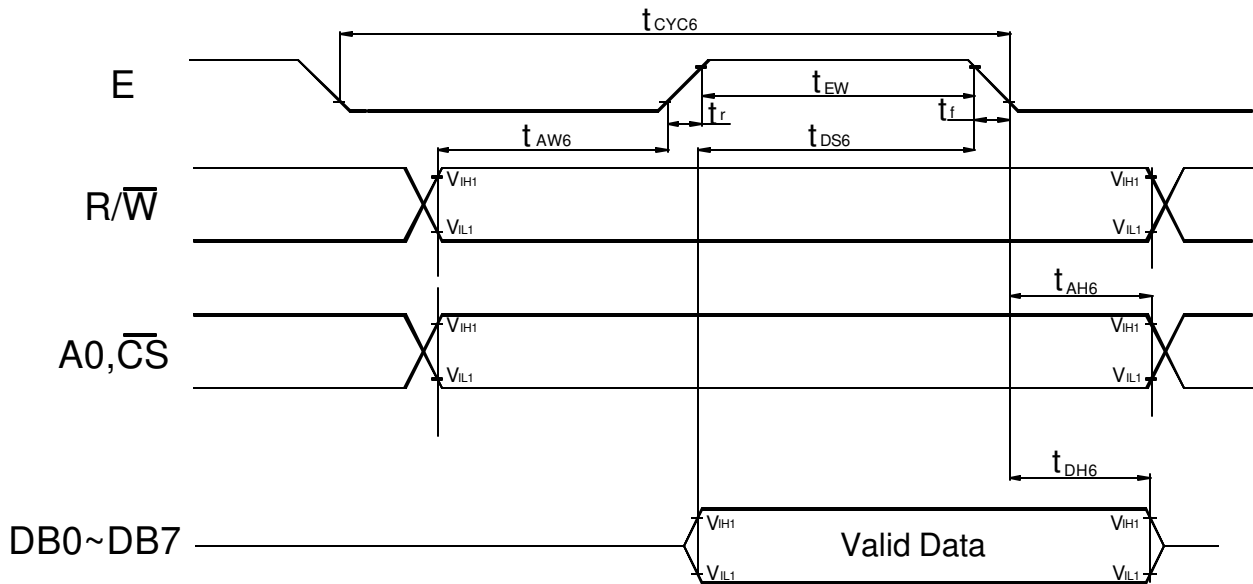 tCYC6
E
tEW
tr
tf
tAW6
tDS6
R/W̅
VIH1
VIH1
VIL1
VIL1
tAH6
A0,C̅S̅
VIH1
VIH1
VIL1
VIL1
tDH6
DB0~DB7
VIH1
Valid Data
VIH1
VIL1
VIL1